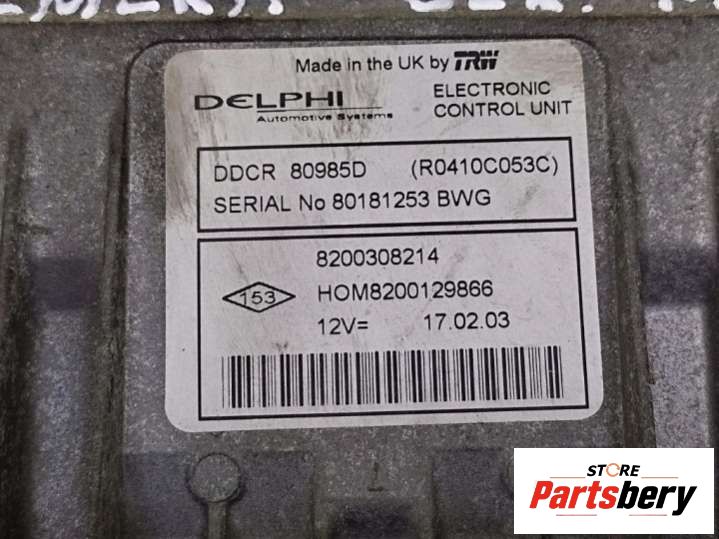 Made in the UK by TRW
DELPHI
Automotive Systems
ELECTRONIC
CONTROL UNIT
DDCR 80985D (R0410C053C)
SERIAL No 80181253 BWG
8200308214
153
HOM8200129866
12V= 17.02.03
STORE
Partsbery